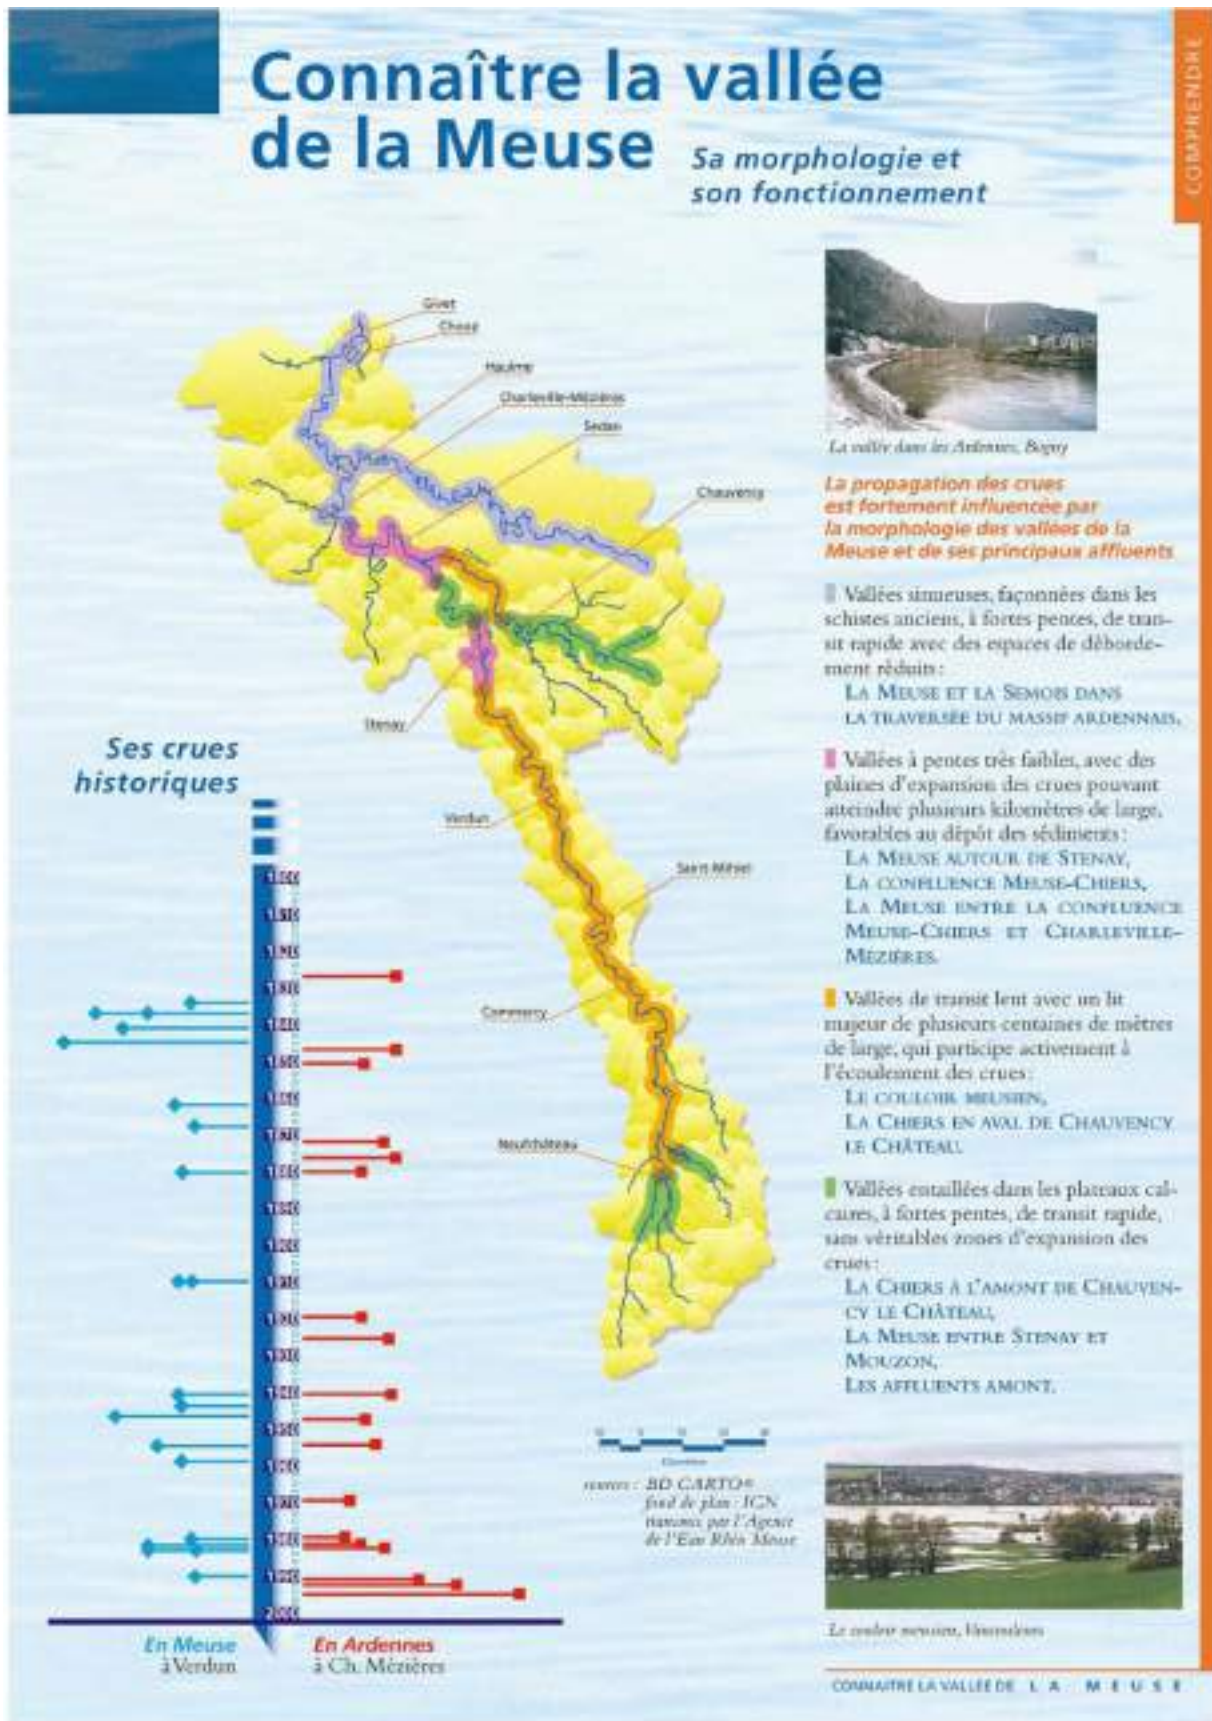 COMPRENDRE
Connaître la vallée
de la Meuse
Sa morphologie et
son fonctionnement
Givet
Chooz
Haulmé
Charleville-Mézières
Sedan
Chauvency
Stenay
Verdun
Saint-Mihiel
Commercy
Neufchâteau
La vallée dans les Ardennes, Bogny
La propagation des crues
est fortement influencée par
la morphologie des vallées de la
Meuse et de ses principaux affluents
Vallées sinueuses, façonnées dans les
schistes anciens, à fortes pentes, de tran-
sit rapide avec des espaces de déborde-
ment réduits :
LA MEUSE ET LA SEMOIS DANS
LA TRAVERSÉE DU MASSIF ARDENNAIS.
Vallées à pentes très faibles, avec des
plaines d'expansion des crues pouvant
atteindre plusieurs kilomètres de large,
favorables au dépôt des sédiments :
LA MEUSE AUTOUR DE STENAY,
LA CONFLUENCE MEUSE-CHIERS,
LA MEUSE ENTRE LA CONFLUENCE
MEUSE-CHIERS ET CHARLEVILLE-
MÉZIÈRES.
Vallées de transit lent avec un lit
majeur de plusieurs centaines de mètres
de large, qui participe activement à
l'écoulement des crues :
LE COULOIR MEUSIEN,
LA CHIERS EN AVAL DE CHAUVENCY
LE CHÂTEAU.
Vallées entaillées dans les plateaux cal-
caires, à fortes pentes, de transit rapide,
sans véritables zones d'expansion des
crues :
LA CHIERS À L'AMONT DE CHAUVEN-
CY LE CHÂTEAU,
LA MEUSE ENTRE STENAY ET
MOUZON,
LES AFFLUENTS AMONT.
Ses crues
historiques
2000
En Meuse
à Verdun
En Ardennes
à Ch. Mézières
Kilomètres
sources : BD CARTO®
fond de plan : IGN
transmis par l'Agence
de l'Eau Rhin Meuse
Le couloir meusien,
CONNAITRE LA VALLEE DE LA MEUSE